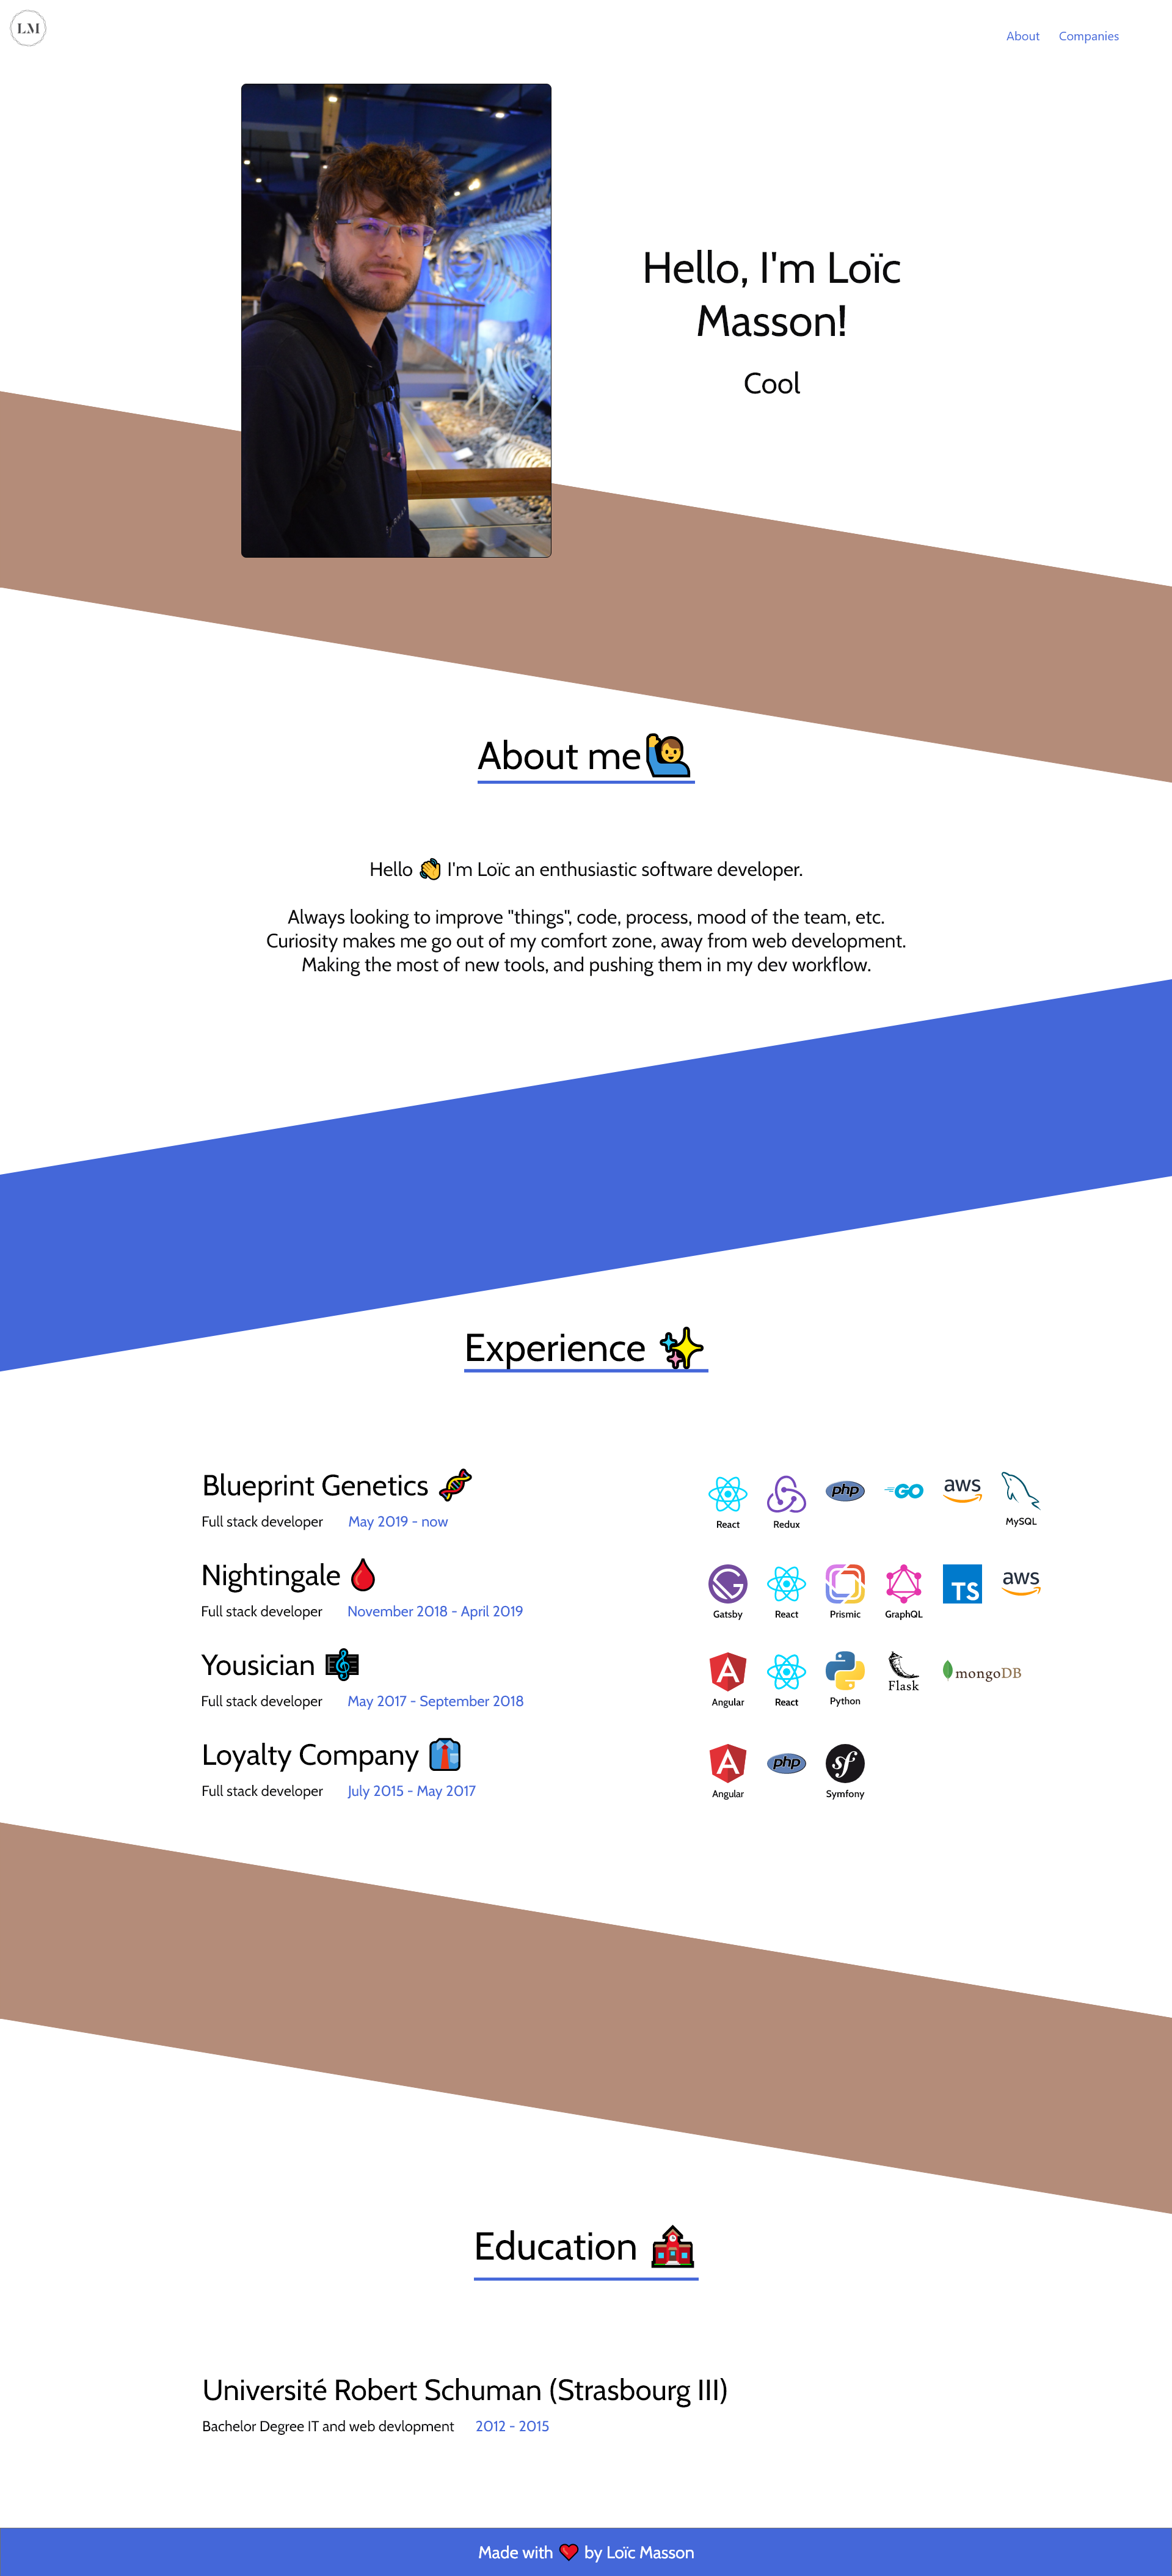 LM
About Companies
Hello, I'm Loïc
Masson!
Cool
About me
Hello I'm Loïc an enthusiastic software developer.
Always looking to improve "things", code, process, mood of the team, etc.
Curiosity makes me go out of my comfort zone, away from web development.
Making the most of new tools, and pushing them in my dev workflow.
Experience
Blueprint Genetics
Full stack developer May 2019 - now
React Redux php GO aws MySQL
Nightingale
Full stack developer November 2018 - April 2019
Gatsby React Prismic GraphQL TS aws
Yousician
Full stack developer May 2017 - September 2018
Angular React Python Flask mongoDB
Loyalty Company
Full stack developer July 2015 - May 2017
Angular php sf Symfony
Education
Université Robert Schuman (Strasbourg III)
Bachelor Degree IT and web devlopment 2012 - 2015
Made with by Loïc Masson